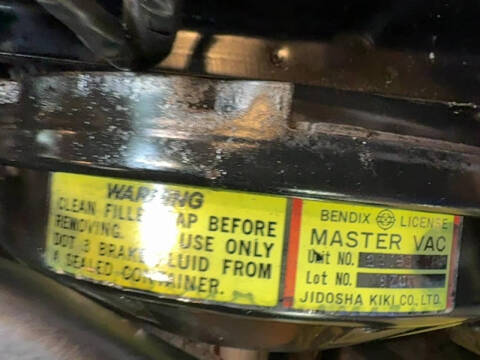 WARNING
CLEAN FILLER CAP BEFORE
REMOVING. USE ONLY
DOT 3 BRAKE FLUID FROM
A SEALED CONTAINER.
BENDIX LICENSE
MASTER VAC
Unit NO.
Lot NO.
JIDOSHA KIKI CO., LTD.